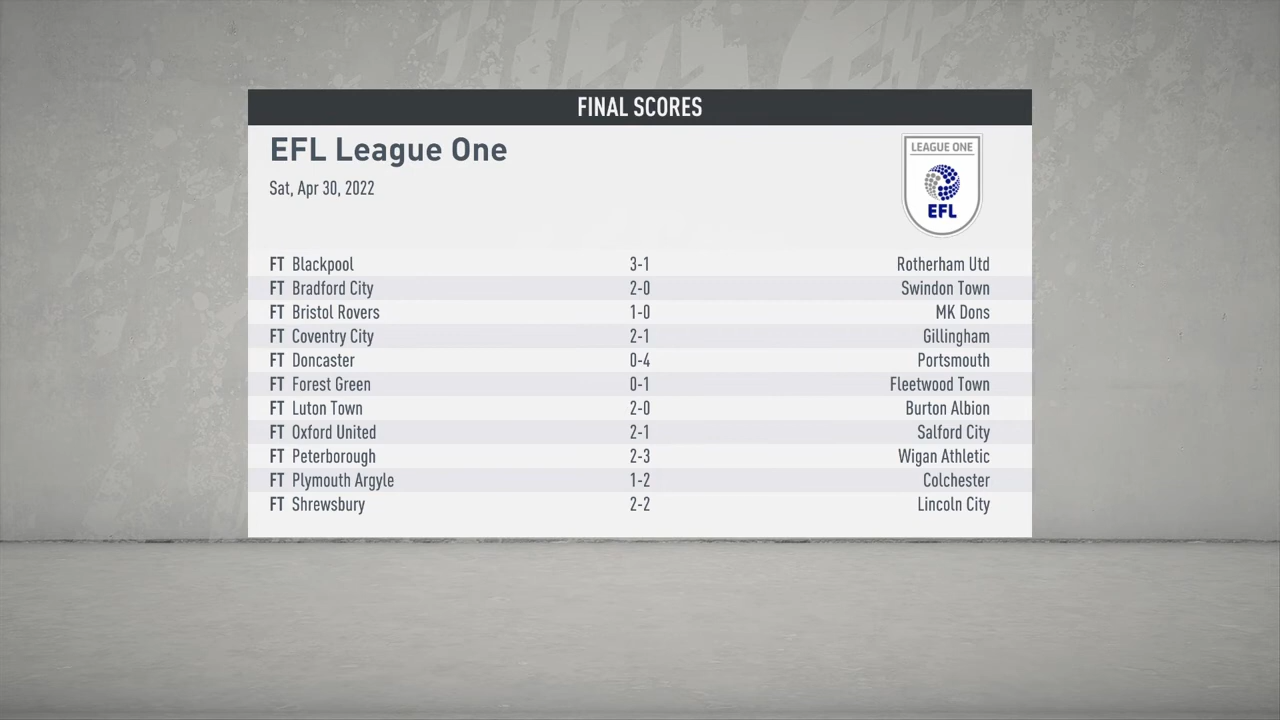 FINAL SCORES
EFL League One
Sat, Apr 30, 2022
LEAGUE ONE
EFL
FT Blackpool 3-1 Rotherham Utd
FT Bradford City 2-0 Swindon Town
FT Bristol Rovers 1-0 MK Dons
FT Coventry City 2-1 Gillingham
FT Doncaster 0-4 Portsmouth
FT Forest Green 0-1 Fleetwood Town
FT Luton Town 2-0 Burton Albion
FT Oxford United 2-1 Salford City
FT Peterborough 2-3 Wigan Athletic
FT Plymouth Argyle 1-2 Colchester
FT Shrewsbury 2-2 Lincoln City